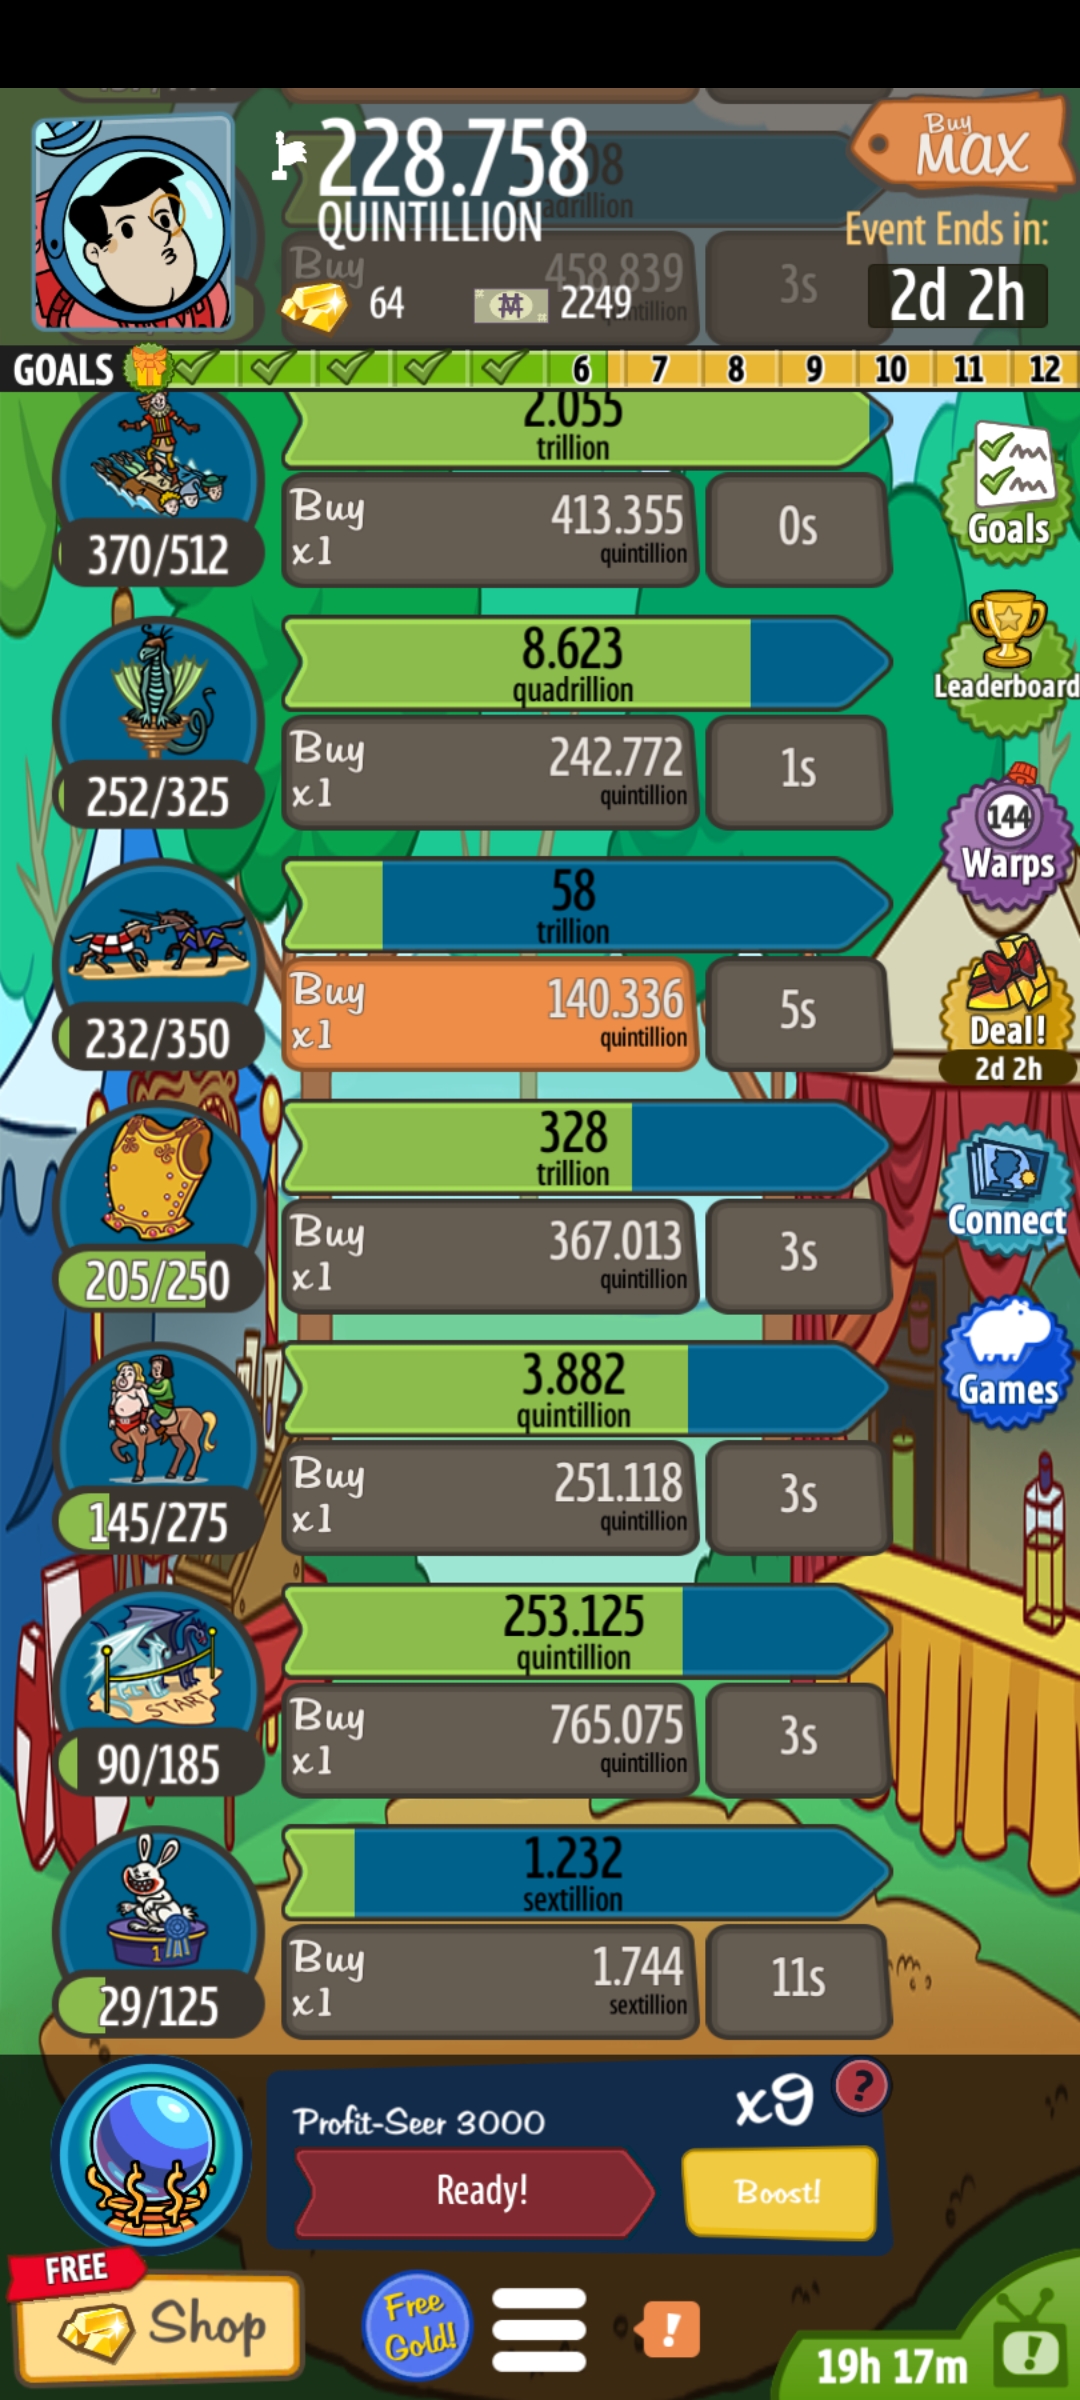 228.758
QUINTILLION
Buy
MAX
Event Ends in:
2d 2h
Buy
458.839
3s
64
2249
GOALS 6 7 8 9 10 11 12
2.055
trillion
Buy
x1
413.355
quintillion
0s
370/512
Goals
8.623
quadrillion
Leaderboard
Buy
x1
242.772
quintillion
1s
252/325
144
Warps
58
trillion
Buy
x1
140.336
quintillion
5s
232/350
Deal!
2d 2h
328
trillion
Buy
x1
367.013
quintillion
3s
205/250
Connect
3.882
quintillion
Games
Buy
x1
251.118
quintillion
3s
145/275
253.125
quintillion
START
Buy
x1
765.075
quintillion
3s
90/185
1.232
sextillion
1
Buy
x1
1.744
sextillion
11s
29/125
Profit-Seer 3000
x9
?
Ready!
Boost!
FREE
Shop
Free
Gold!
!
19h 17m
!